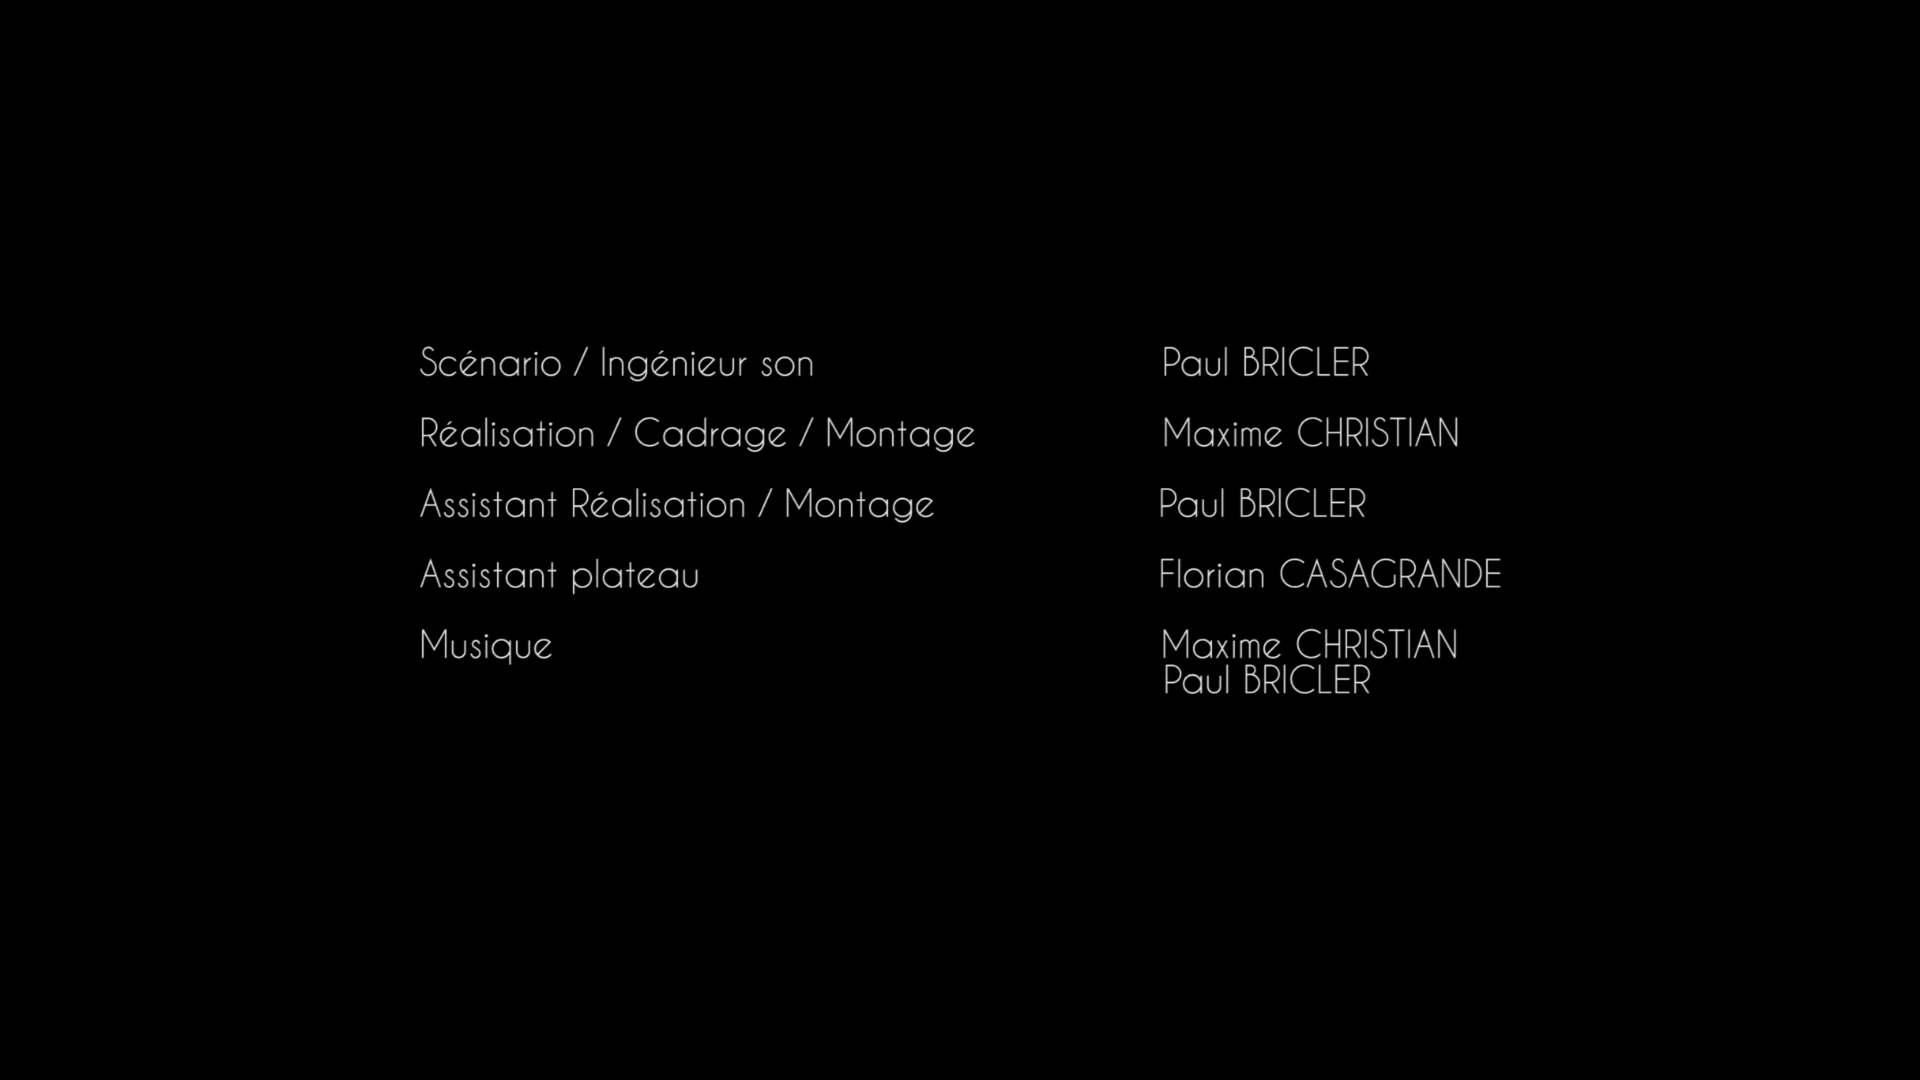 Scénario / Ingénieur son Paul BRICLER
Réalisation / Cadrage / Montage Maxime CHRISTIAN
Assistant Réalisation / Montage Paul BRICLER
Assistant plateau Florian CASAGRANDE
Musique Maxime CHRISTIAN
Paul BRICLER